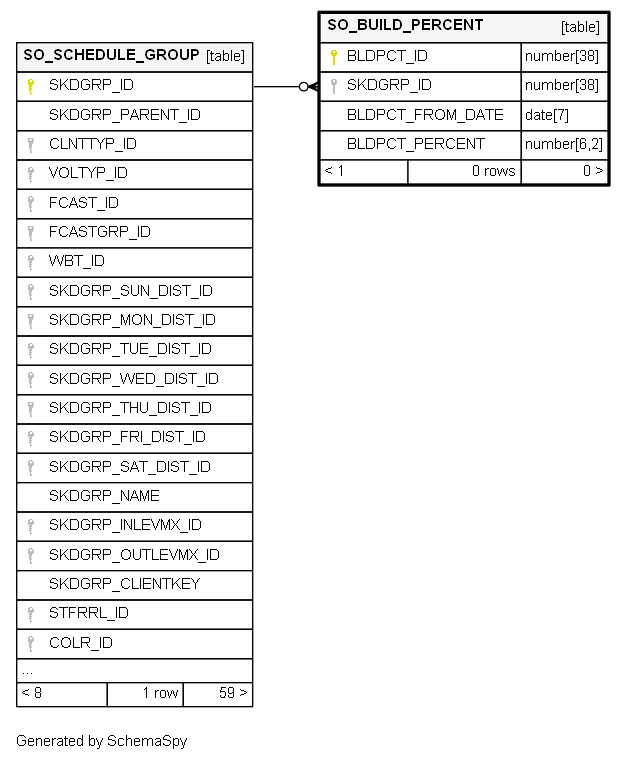 SO_SCHEDULE_GROUP [table]
SKDGRP_ID
SKDGRP_PARENT_ID
CLNTTYP_ID
VOLTYP_ID
FCAST_ID
FCASTGRP_ID
WBT_ID
SKDGRP_SUN_DIST_ID
SKDGRP_MON_DIST_ID
SKDGRP_TUE_DIST_ID
SKDGRP_WED_DIST_ID
SKDGRP_THU_DIST_ID
SKDGRP_FRI_DIST_ID
SKDGRP_SAT_DIST_ID
SKDGRP_NAME
SKDGRP_INLEVMX_ID
SKDGRP_OUTLEVMX_ID
SKDGRP_CLIENTKEY
STFRRL_ID
COLR_ID
...
< 8 1 row 59 >
SO_BUILD_PERCENT [table]
BLDPCT_ID number[38]
SKDGRP_ID number[38]
BLDPCT_FROM_DATE date[7]
BLDPCT_PERCENT number[6,2]
< 1 0 rows 0 >
Generated by SchemaSpy